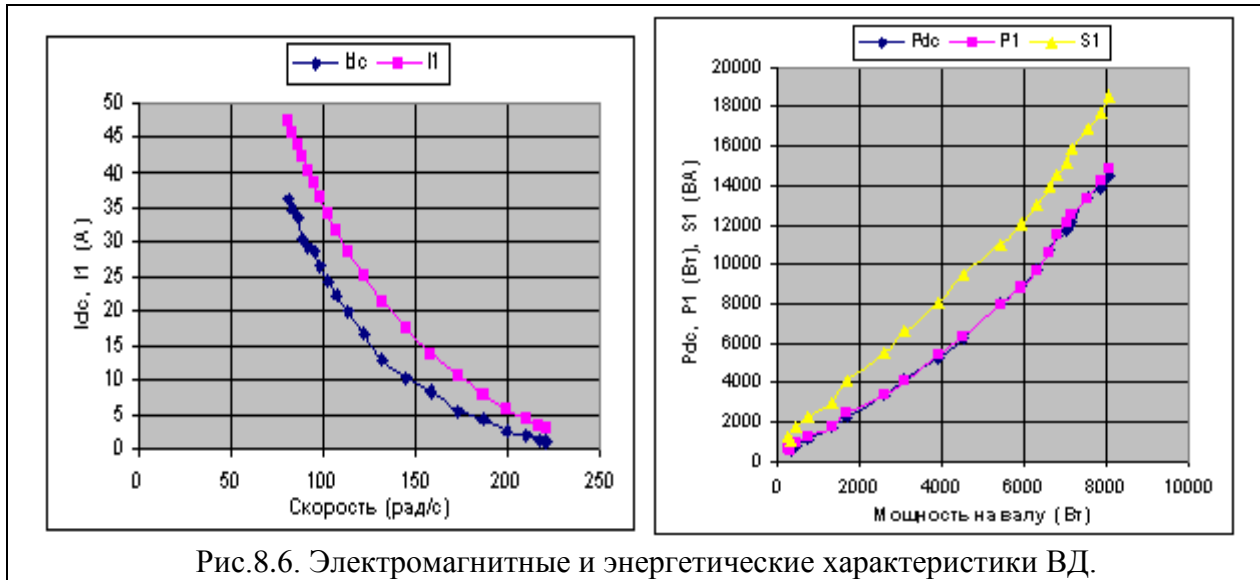 Idc I1
Idc, I1 (A)
50
45
40
35
30
25
20
15
10
5
0
0 50 100 150 200 250
Скорость (рад/с)
Pdc P1 S1
Pdc, P1 (Вт), S1 (ВА)
20000
18000
16000
14000
12000
10000
8000
6000
4000
2000
0
0 2000 4000 6000 8000 10000
Мощность на валу (Вт)
Рис.8.6. Электромагнитные и энергетические характеристики ВД.